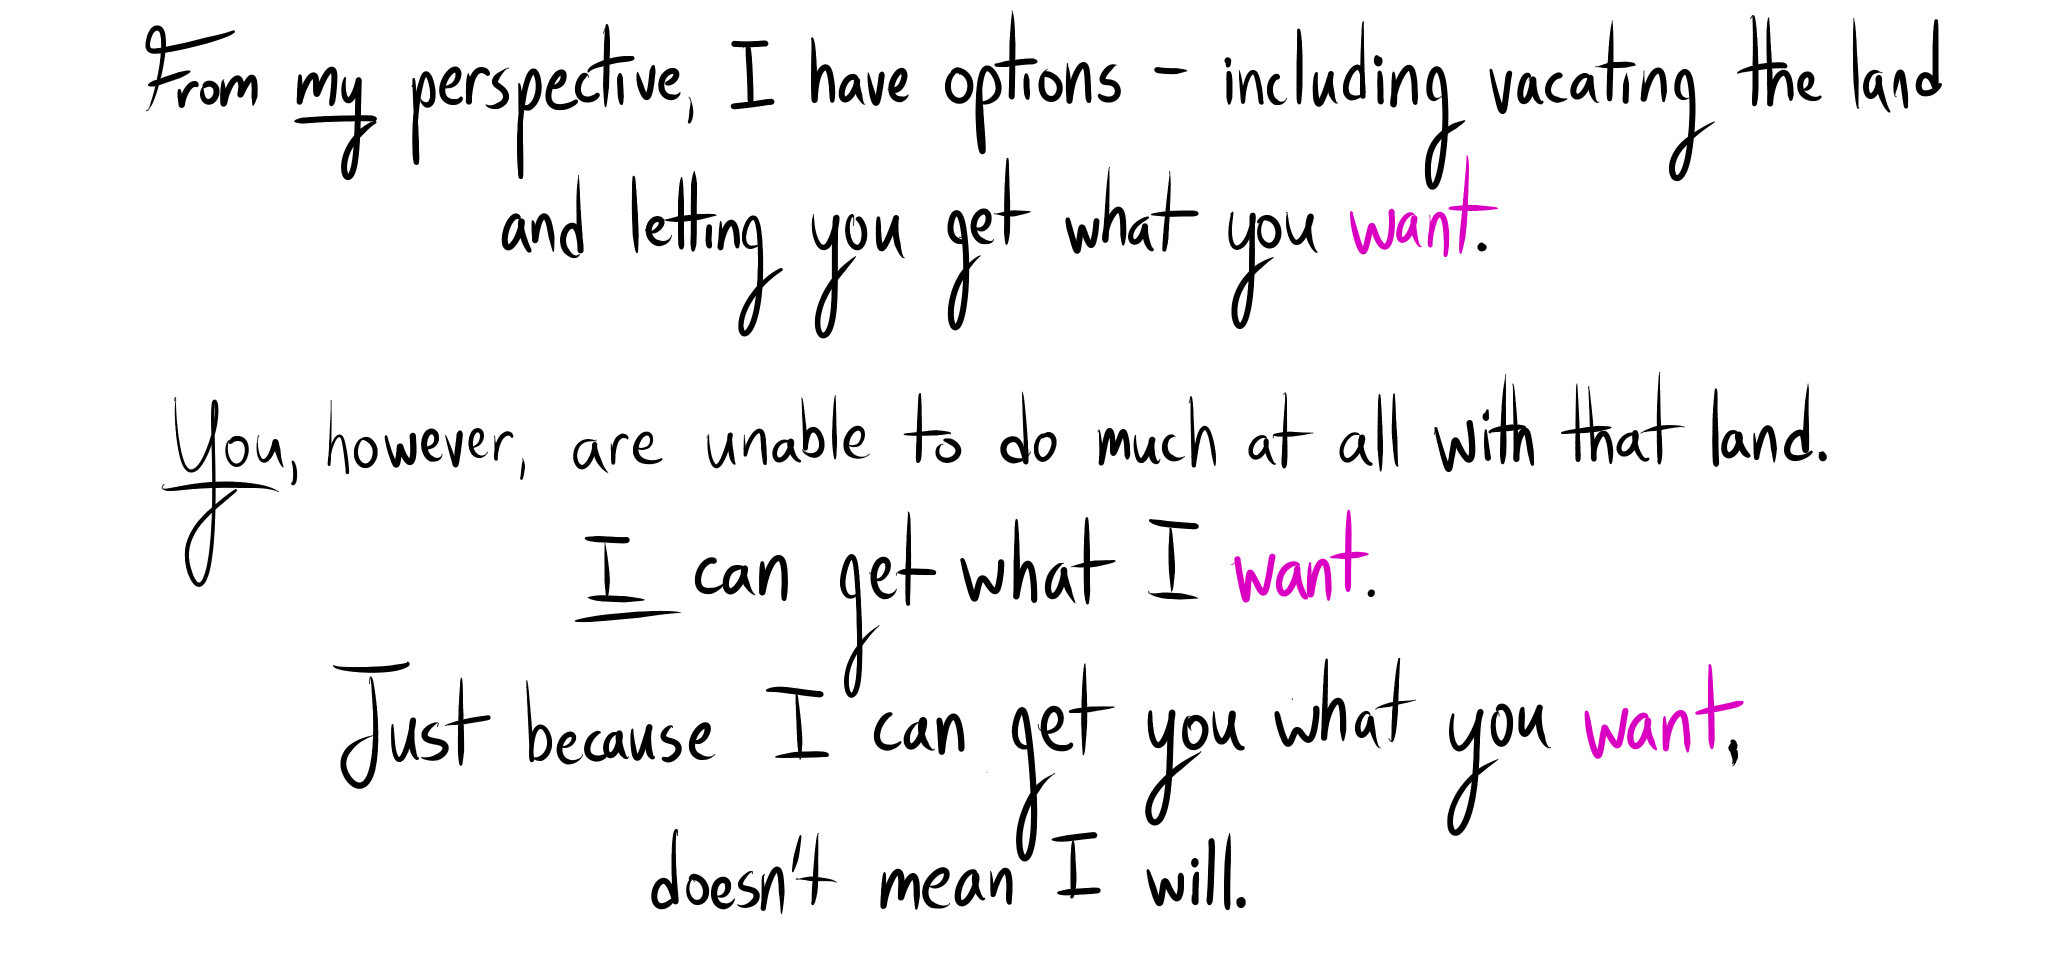 From my perspective, I have options - including vacating the land
and letting you get what you want.
You, however, are unable to do much at all with that land.
I can get what I want.
Just because I can get you what you want,
doesn't mean I will.